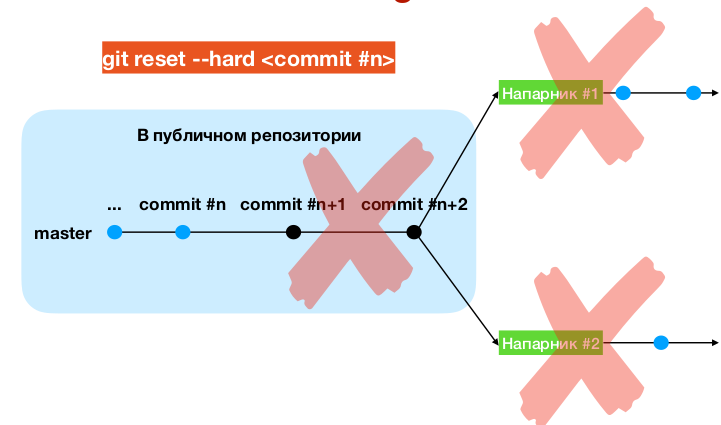 git reset --hard <commit #n>
В публичном репозитории
... commit #n commit #n+1 commit #n+2
master
Напарник #1
Напарник #2